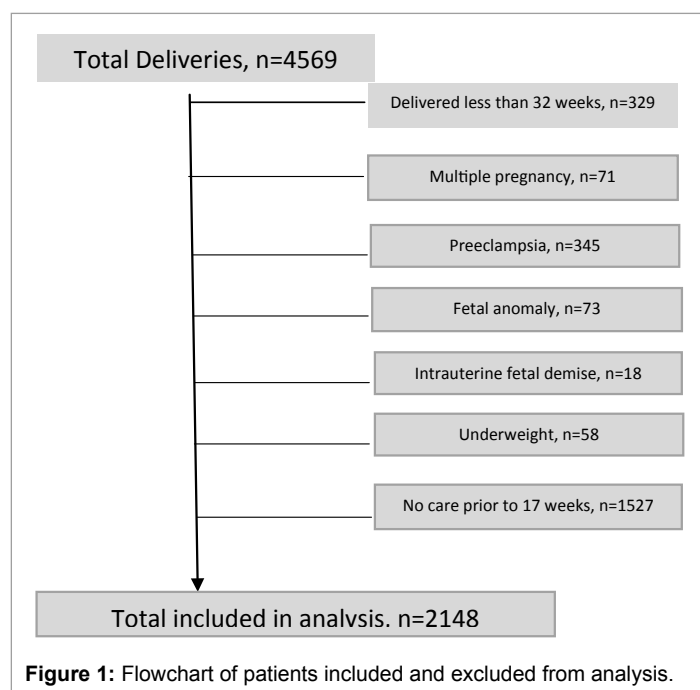 Total Deliveries, n=4569
Delivered less than 32 weeks, n=329
Multiple pregnancy, n=71
Preeclampsia, n=345
Fetal anomaly, n=73
Intrauterine fetal demise, n=18
Underweight, n=58
No care prior to 17 weeks, n=1527
Total included in analysis. n=2148
Figure 1: Flowchart of patients included and excluded from analysis.